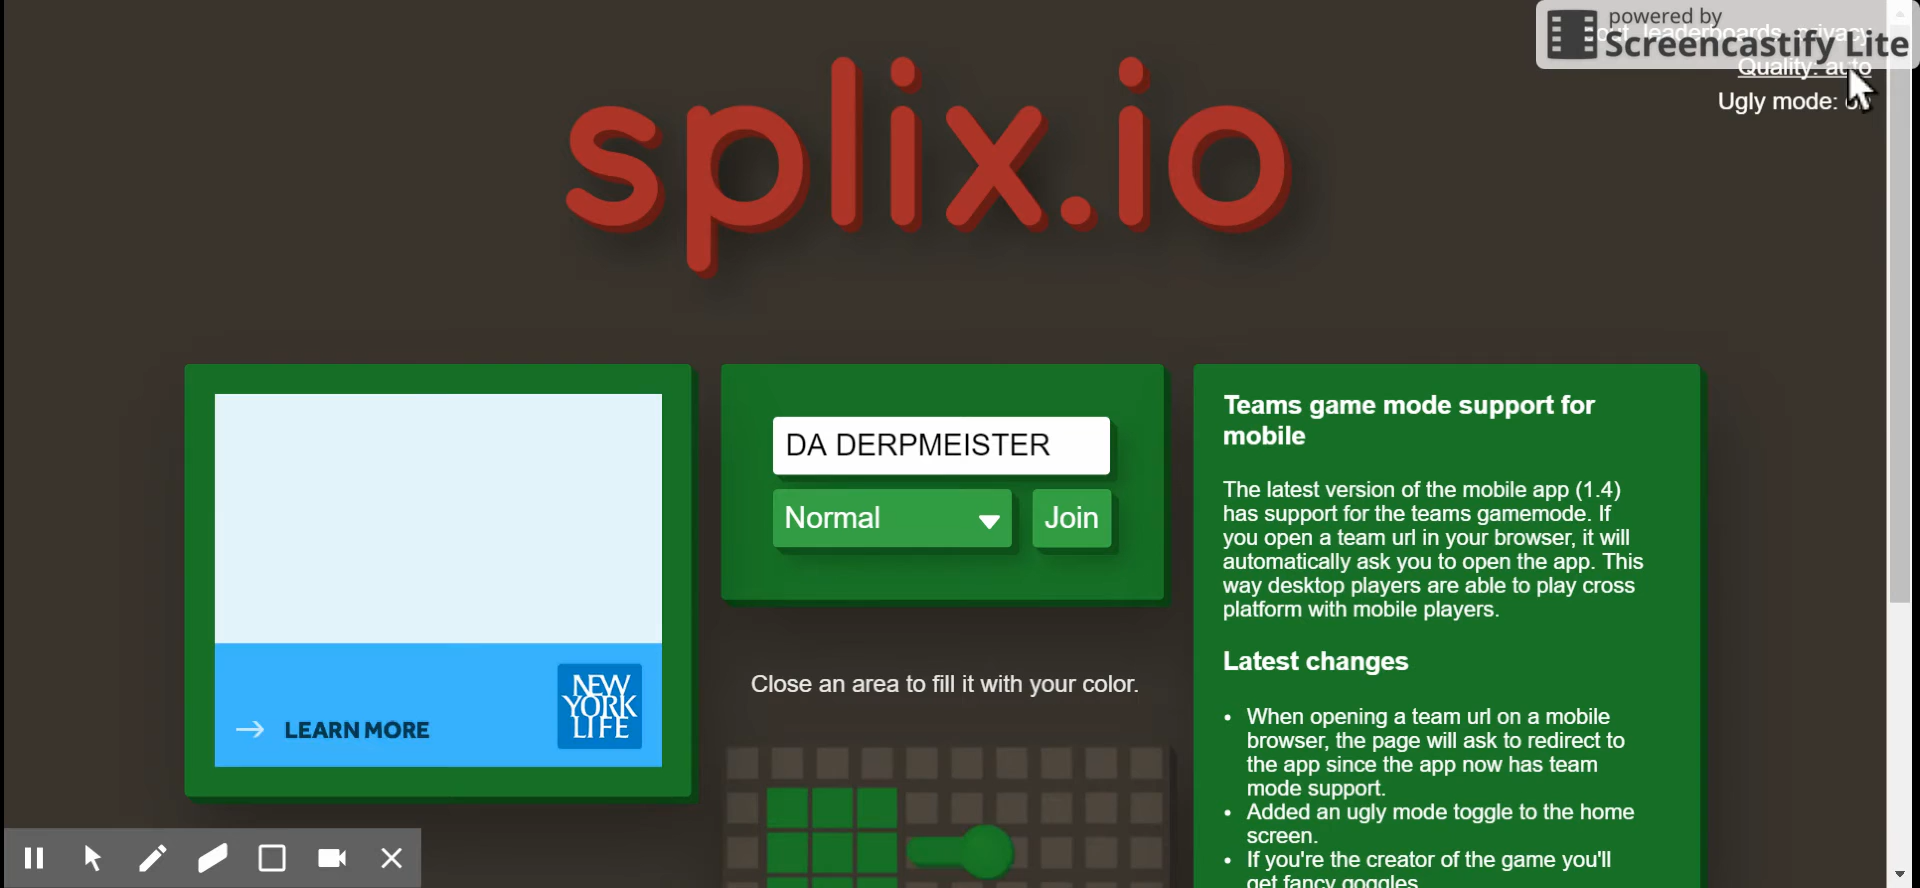 powered by
Screencastify Lite
leaderboards privacy
Quality: auto
Ugly mode:
splix.io
DA DERPMEISTER
Normal
Join
Close an area to fill it with your color.
LEARN MORE
NEW
YORK
LIFE
Teams game mode support for
mobile
The latest version of the mobile app (1.4)
has support for the teams gamemode. If
you open a team url in your browser, it will
automatically ask you to open the app. This
way desktop players are able to play cross
platform with mobile players.
Latest changes
• When opening a team url on a mobile
browser, the page will ask to redirect to
the app since the app now has team
mode support.
• Added an ugly mode toggle to the home
screen.
• If you're the creator of the game you'll
get fancy goggles.